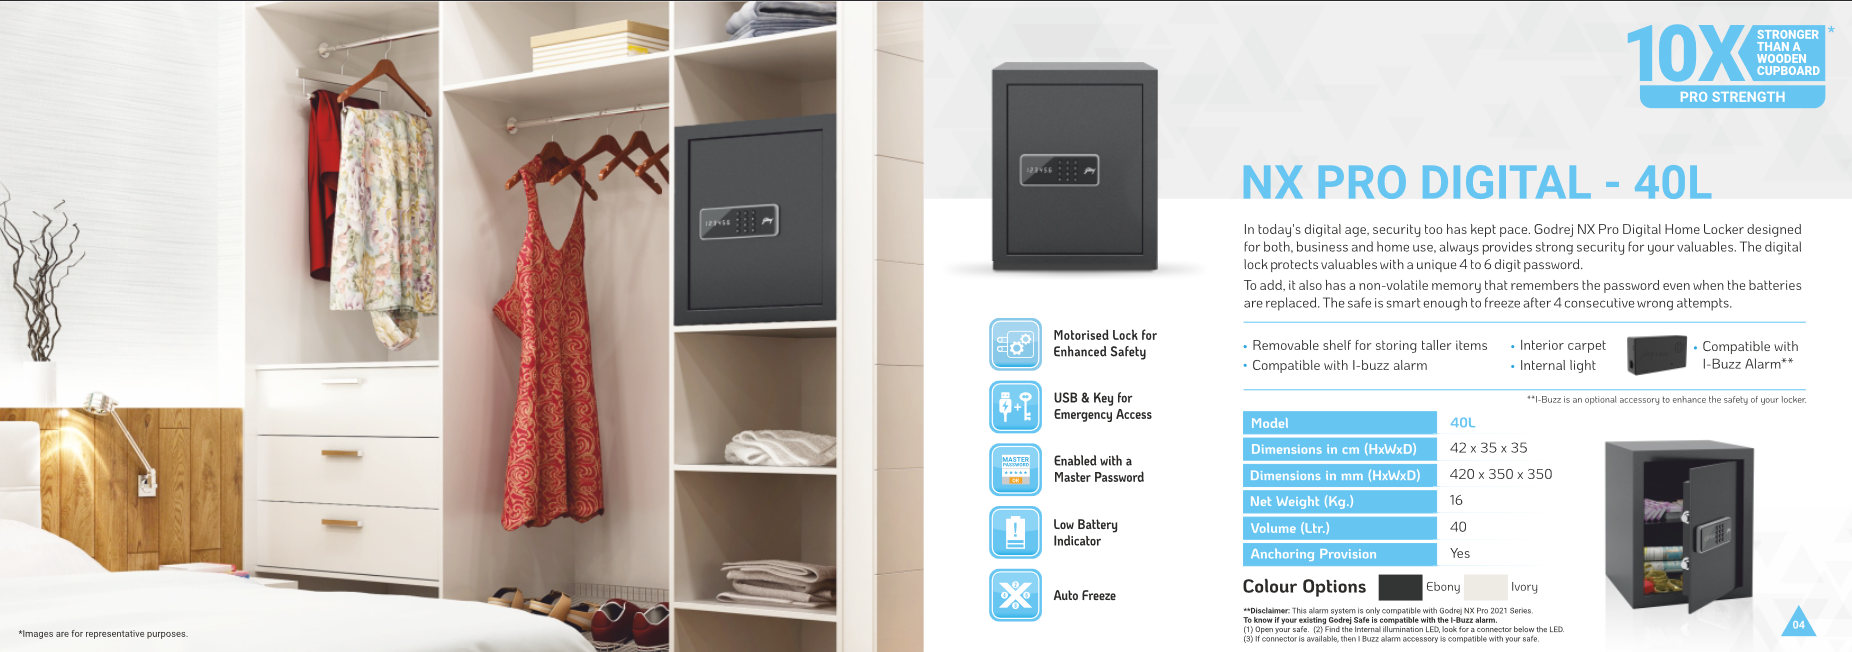 *Images are for representative purposes.
10X
STRONGER
THAN A
WOODEN
CUPBOARD
*
PRO STRENGTH
NX PRO DIGITAL - 40L
In today's digital age, security too has kept pace. Godrej NX Pro Digital Home Locker designed
for both, business and home use, always provides strong security for your valuables. The digital
lock protects valuables with a unique 4 to 6 digit password.
To add, it also has a non-volatile memory that remembers the password even when the batteries
are replaced. The safe is smart enough to freeze after 4 consecutive wrong attempts.
• Removable shelf for storing taller items
• Compatible with I-buzz alarm
• Interior carpet
• Internal light
• Compatible with
I-Buzz Alarm**
**I-Buzz is an optional accessory to enhance the safety of your locker.
Motorised Lock for
Enhanced Safety
USB & Key for
Emergency Access
MASTER
PASSWORD
OK
Enabled with a
Master Password
Low Battery
Indicator
Auto Freeze
Model 40L
Dimensions in cm (HxWxD) 42 x 35 x 35
Dimensions in mm (HxWxD) 420 x 350 x 350
Net Weight (Kg.) 16
Volume (Ltr.) 40
Anchoring Provision Yes
Colour Options Ebony Ivory
**Disclaimer: This alarm system is only compatible with Godrej NX Pro 2021 Series.
To know if your existing Godrej Safe is compatible with the I-Buzz alarm.
(1) Open your safe. (2) Find the Internal illumination LED, look for a connector below the LED.
(3) If connector is available, then I Buzz alarm accessory is compatible with your safe.
04
123456
123456